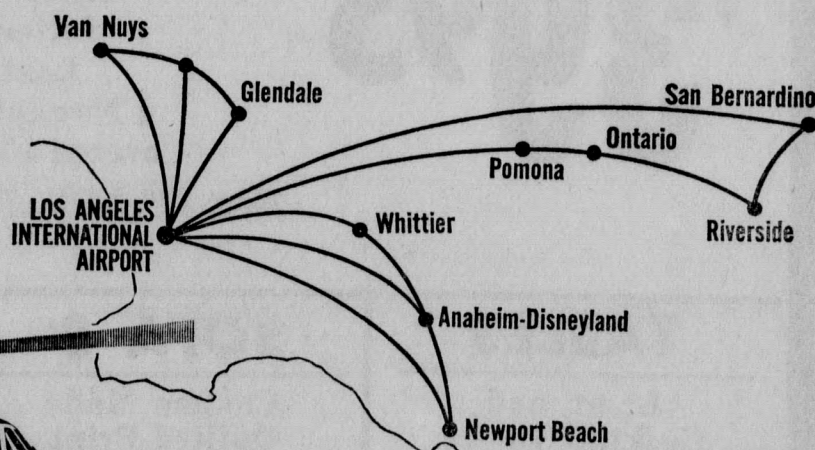 Van Nuys
Glendale
San Bernardino
Ontario
Pomona
Riverside
LOS ANGELES
INTERNATIONAL
AIRPORT
Whittier
Anaheim-Disneyland
Newport Beach